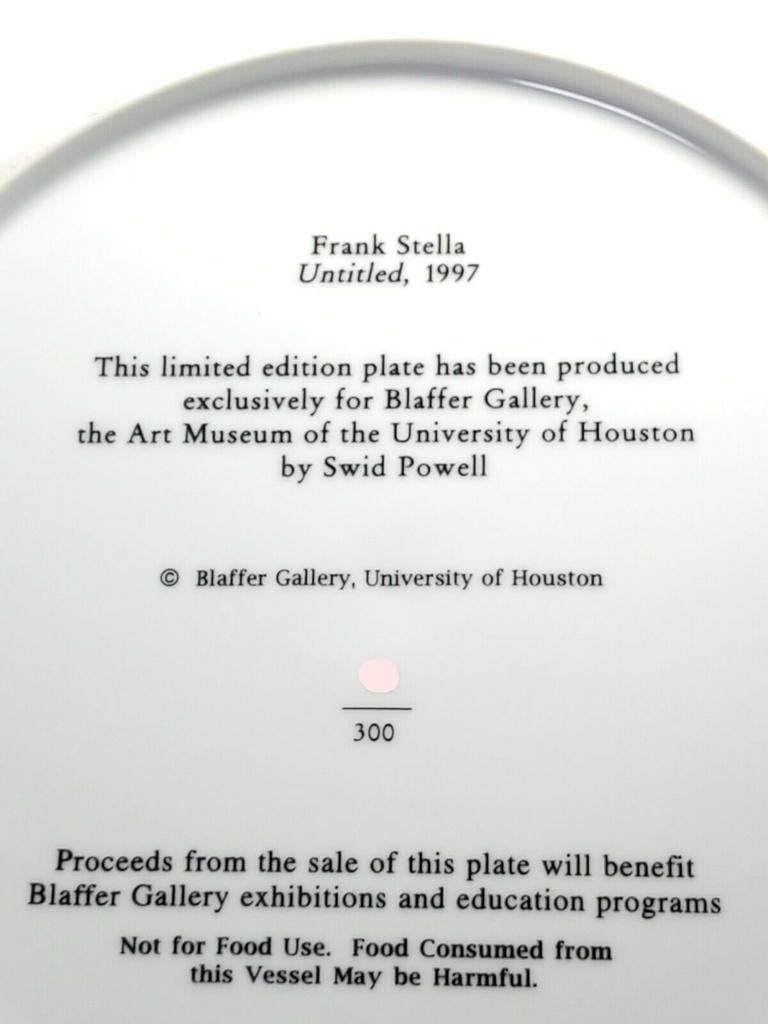 Frank Stella
Untitled, 1997
This limited edition plate has been produced
exclusively for Blaffer Gallery,
the Art Museum of the University of Houston
by Swid Powell
© Blaffer Gallery, University of Houston
300
Proceeds from the sale of this plate will benefit
Blaffer Gallery exhibitions and education programs
Not for Food Use. Food Consumed from
this Vessel May be Harmful.